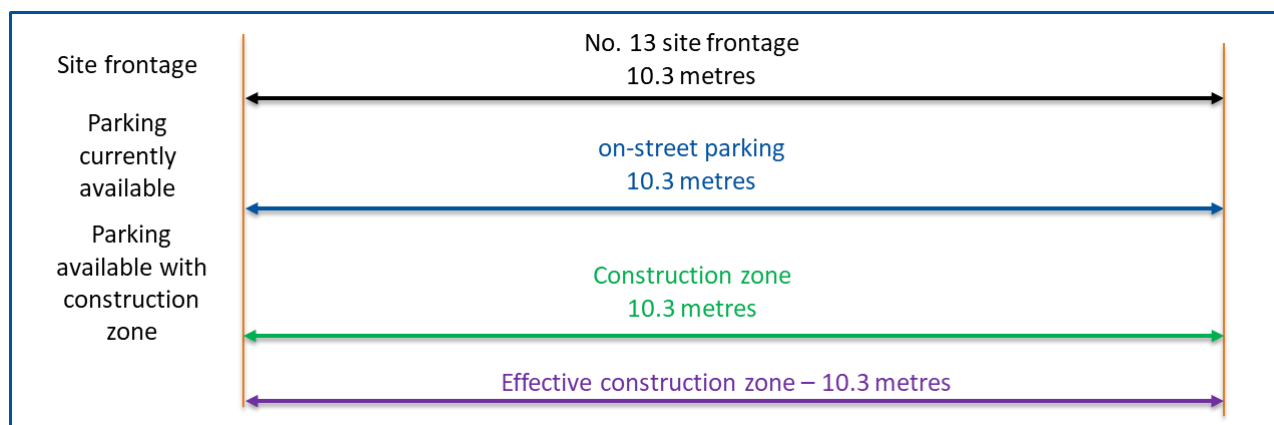 Site frontage
No. 13 site frontage
10.3 metres
Parking
currently
available
on-street parking
10.3 metres
Parking
available with
construction
zone
Construction zone
10.3 metres
Effective construction zone – 10.3 metres